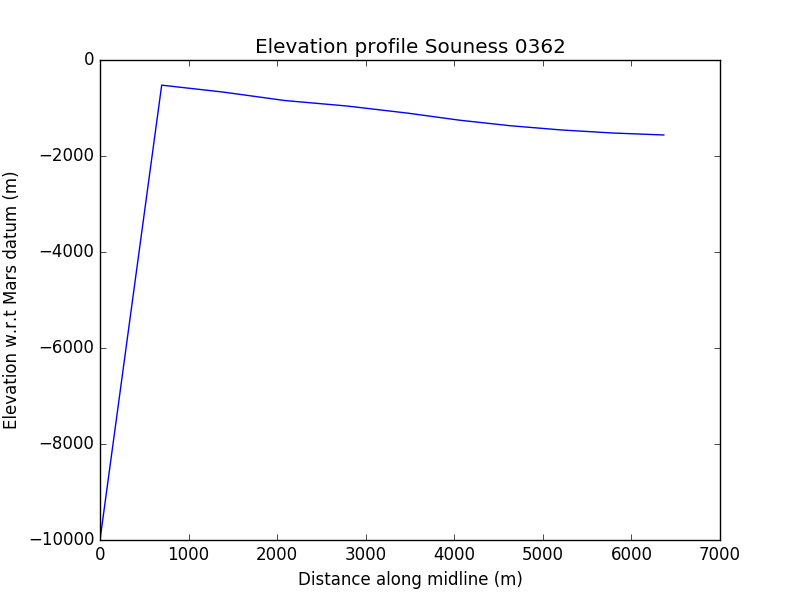 Elevation profile Souness 0362
0
−2000
−4000
−6000
−8000
−10000
Elevation w.r.t Mars datum (m)
0 1000 2000 3000 4000 5000 6000 7000
Distance along midline (m)